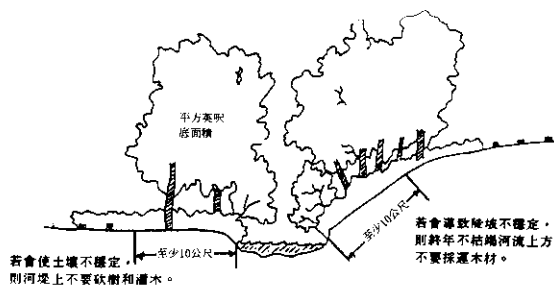 平方英呎
底面積
至少10公尺
至少10公尺
若會使土壤不穩定，
則河堤上不要砍樹和灌木。
若會導致陡坡不穩定，
則終年不結端河流上方
不要採運木材。